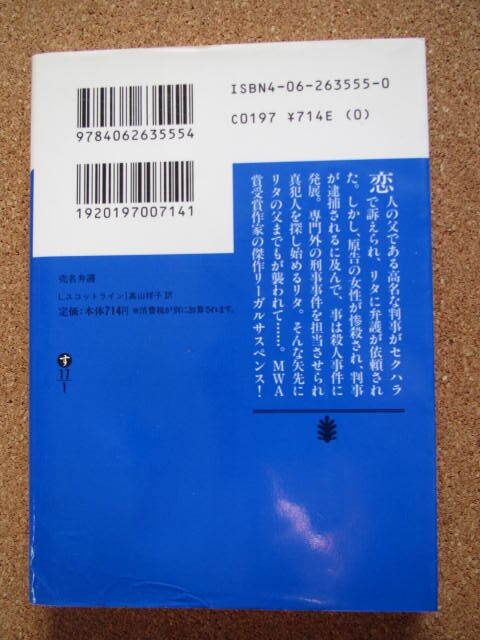 ISBN4-06-263555-0
C0197 ¥714E (0)
9784062635554
1920197007141
恋人の父である高名な判事がセクハラ
で訴えられ、リタに弁護が依頼され
た。しかし、原告の女性が惨殺され、判事
が逮捕されるに及んで、事は殺人事件に
発展。専門外の刑事事件を担当させられ
真犯人を探し始めるリタ。そんな矢先に
リタの父までもが襲われて……。MWA
賞受賞作家の傑作リーガルサスペンス!
売名弁護
L.スコットライン|高山祥子 訳
定価:本体714円 ※消費税が別に加算されます。
す
11
1